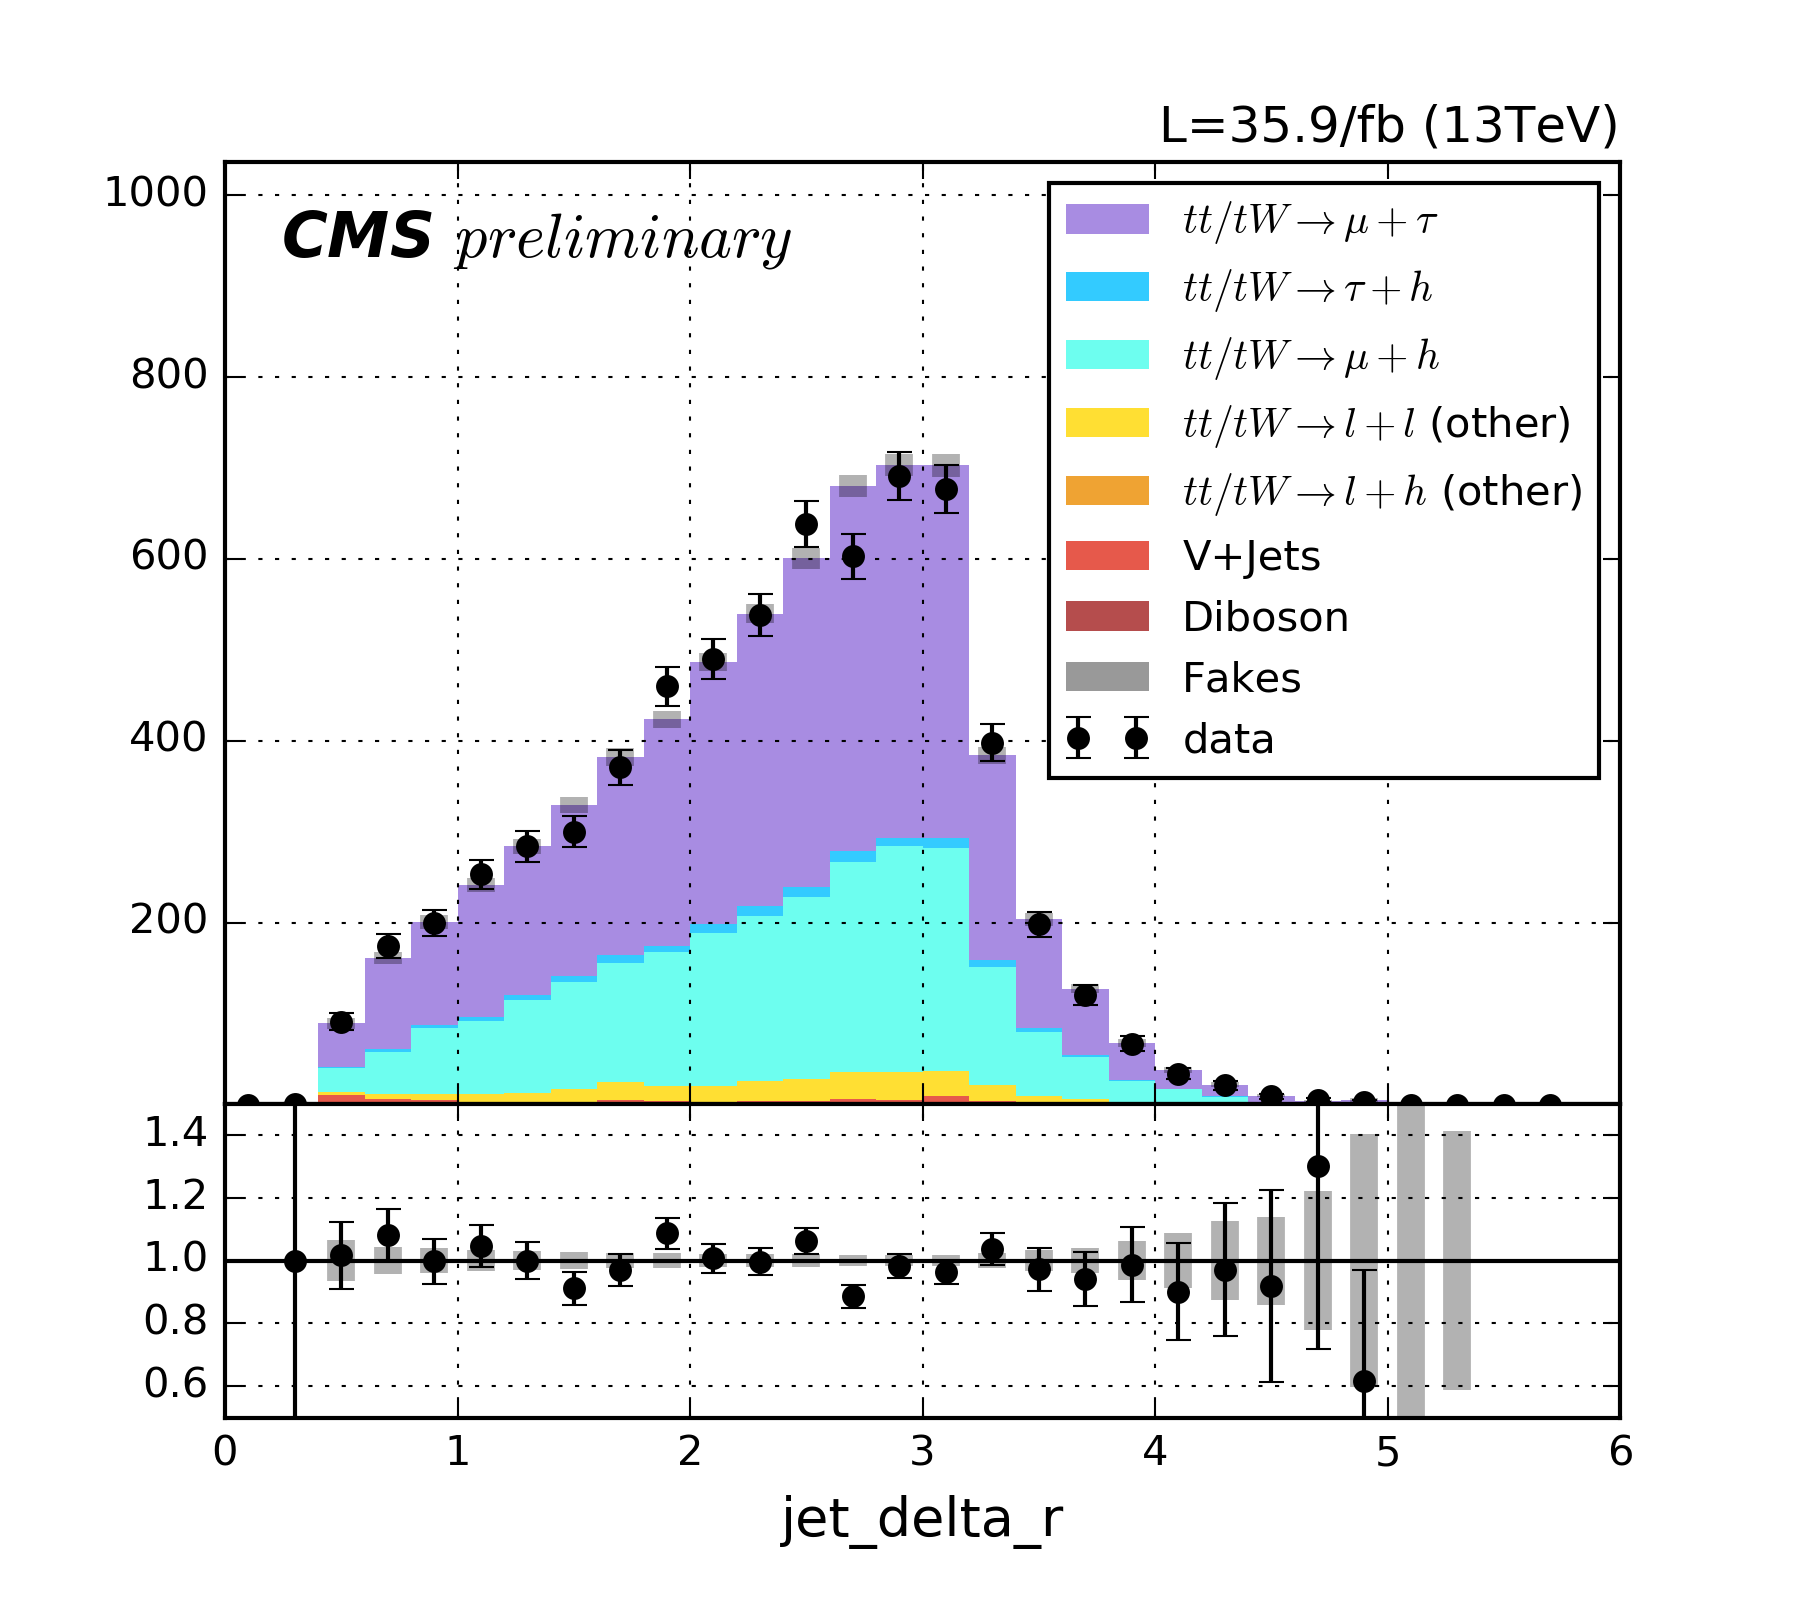 L=35.9/fb (13TeV)
CMS preliminary
1000
800
600
400
200
tt/tW→μ+τ
tt/tW→τ+h
tt/tW→μ+h
tt/tW→l+l (other)
tt/tW→l+h (other)
V+Jets
Diboson
Fakes
data
1.4
1.2
1.0
0.8
0.6
0 1 2 3 4 5 6
jet_delta_r